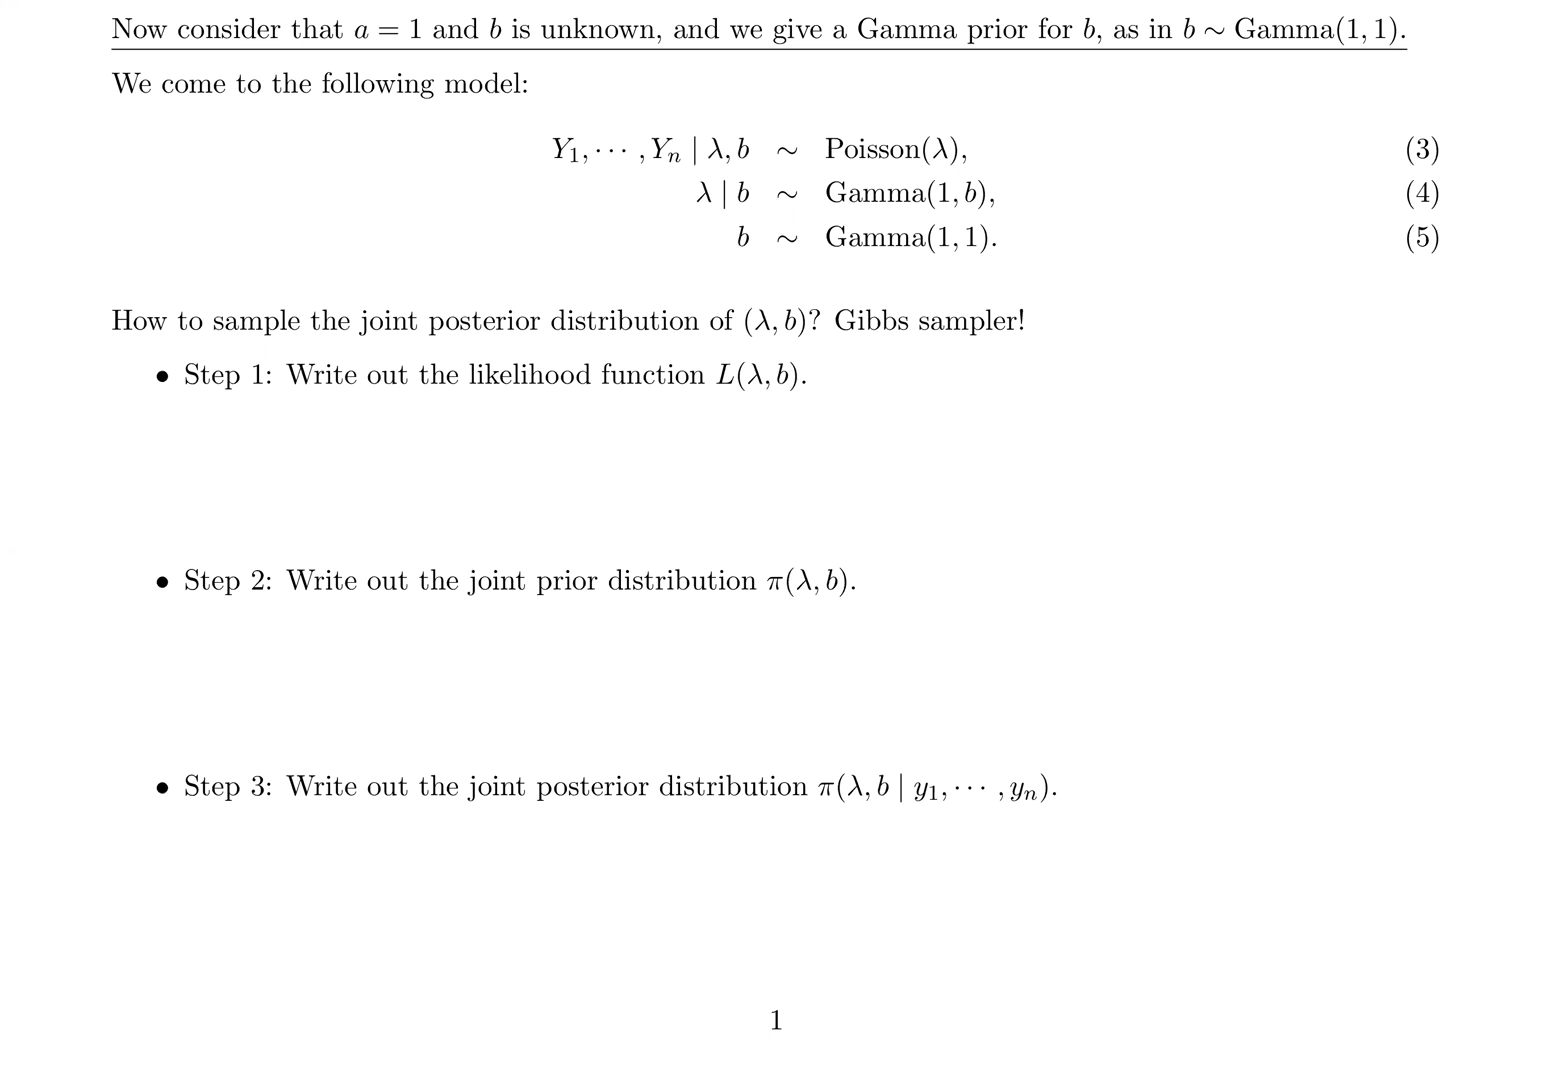 Now consider that a = 1 and b is unknown, and we give a Gamma prior for b, as in b ∼ Gamma(1, 1).
We come to the following model:
Y₁, ⋯ , Yₙ | λ, b ∼ Poisson(λ), (3)
λ | b ∼ Gamma(1, b), (4)
b ∼ Gamma(1, 1). (5)
How to sample the joint posterior distribution of (λ, b)? Gibbs sampler!
• Step 1: Write out the likelihood function L(λ, b).
• Step 2: Write out the joint prior distribution π(λ, b).
• Step 3: Write out the joint posterior distribution π(λ, b | y₁, ⋯ , yₙ).
1